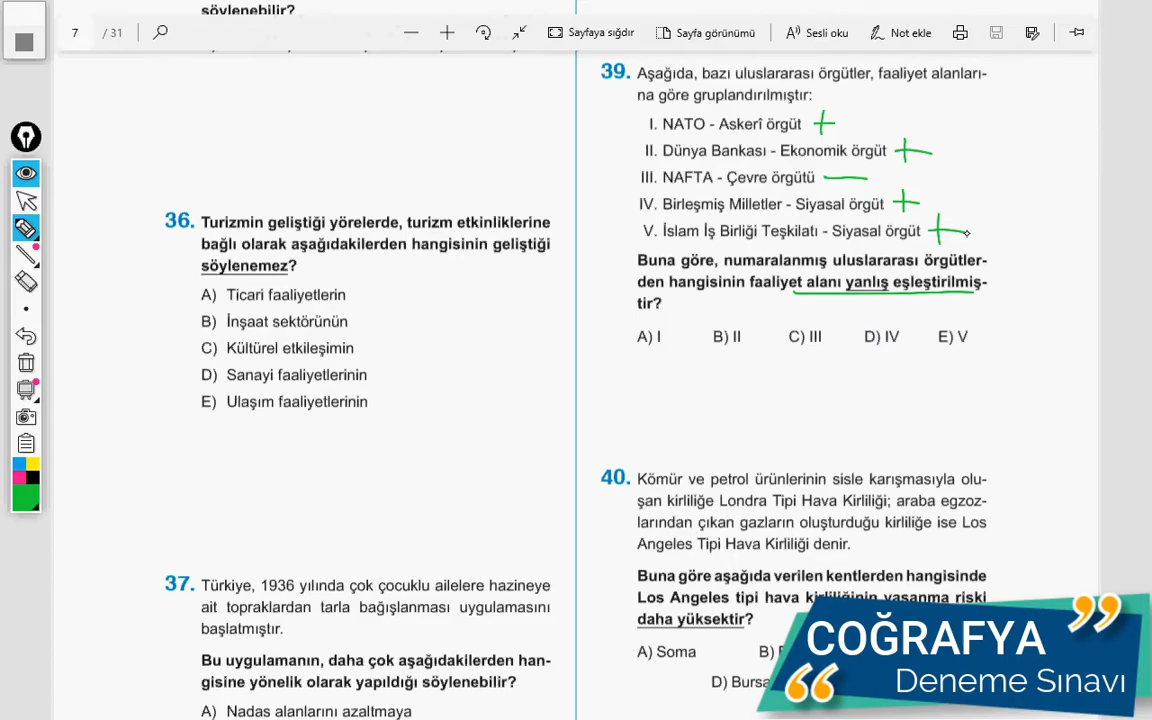 söylenebilir?
7 / 31
Sayfaya sığdır
Sayfa görünümü
A Sesli oku
Not ekle
36. Turizmin geliştiği yörelerde, turizm etkinliklerine
bağlı olarak aşağıdakilerden hangisinin geliştiği
söylenemez?
A) Ticari faaliyetlerin
B) İnşaat sektörünün
C) Kültürel etkileşimin
D) Sanayi faaliyetlerinin
E) Ulaşım faaliyetlerinin
37. Türkiye, 1936 yılında çok çocuklu ailelere hazineye
ait topraklardan tarla bağışlanması uygulamasını
başlatmıştır.
Bu uygulamanın, daha çok aşağıdakilerden han-
gisine yönelik olarak yapıldığı söylenebilir?
A) Nadas alanlarını azaltmaya
39. Aşağıda, bazı uluslararası örgütler, faaliyet alanları-
na göre gruplandırılmıştır:
I. NATO - Askerî örgüt +
II. Dünya Bankası - Ekonomik örgüt +
III. NAFTA - Çevre örgütü —
IV. Birleşmiş Milletler - Siyasal örgüt +
V. İslam İş Birliği Teşkilatı - Siyasal örgüt +
Buna göre, numaralanmış uluslararası örgütler-
den hangisinin faaliyet alanı yanlış eşleştirilmiş-
tir?
A) I B) II C) III D) IV E) V
40. Kömür ve petrol ürünlerinin sisle karışmasıyla olu-
şan kirliliğe Londra Tipi Hava Kirliliği; araba egzoz-
larından çıkan gazların oluşturduğu kirliliğe ise Los
Angeles Tipi Hava Kirliliği denir.
Buna göre aşağıda verilen kentlerden hangisinde
Los Angeles tipi hava kirliliğinin yaşanma riski
daha yüksektir?
A) Soma B)
D) Bursa
COĞRAFYA
Deneme Sınavı